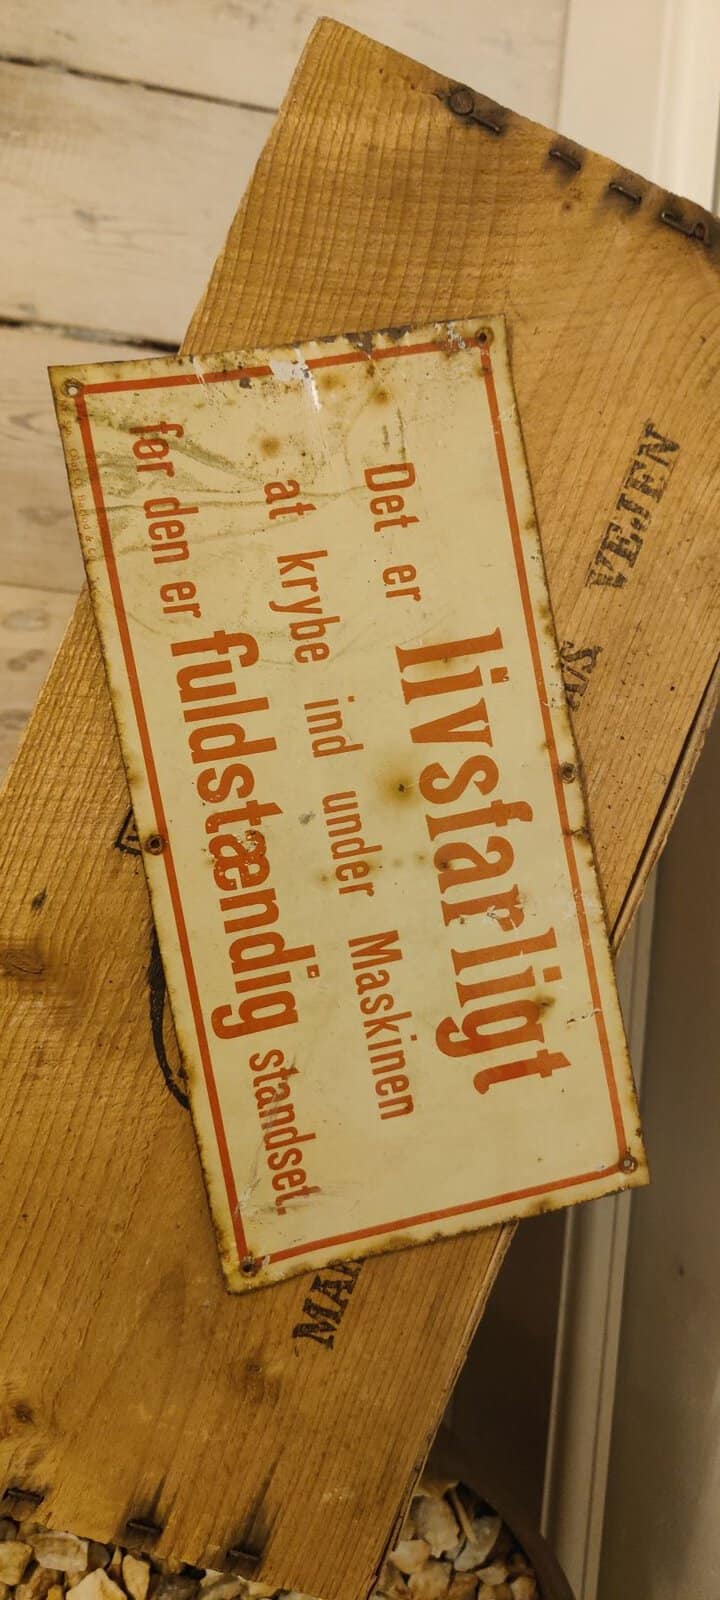 Det er livsfarligt
at krybe ind under Maskinen
før den er fuldstændig standset.
VEJEN